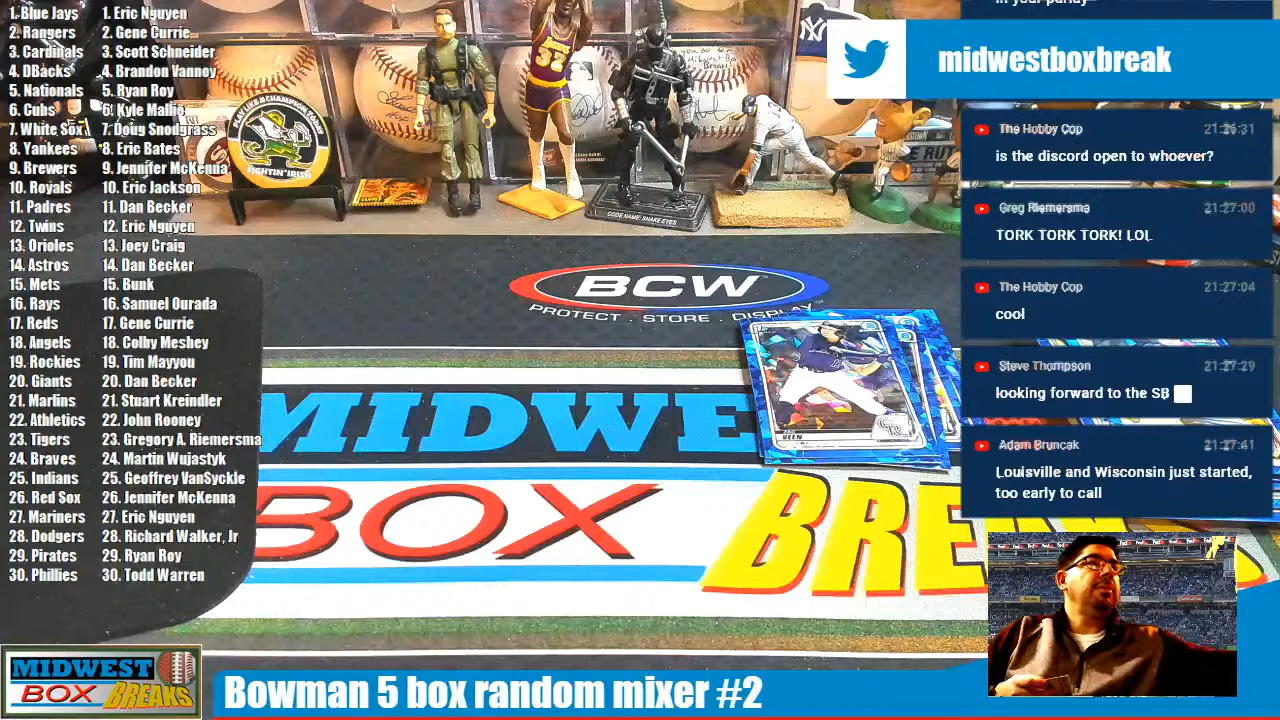 1. Blue Jays 1. Eric Nguyen
2. Rangers 2. Gene Currie
3. Cardinals 3. Scott Schneider
4. DBacks 4. Brandon Vannoy
5. Nationals 5. Ryan Roy
6. Cubs 6. Kyle Mallie
7. White Sox 7. Doug Snodgrass
8. Yankees 8. Eric Bates
9. Brewers 9. Jennifer McKenna
10. Royals 10. Eric Jackson
11. Padres 11. Dan Becker
12. Twins 12. Eric Nguyen
13. Orioles 13. Joey Craig
14. Astros 14. Dan Becker
15. Mets 15. Bunk
16. Rays 16. Samuel Ourada
17. Reds 17. Gene Currie
18. Angels 18. Colby Meshey
19. Rockies 19. Tim Mayyou
20. Giants 20. Dan Becker
21. Marlins 21. Stuart Kreindler
22. Athletics 22. John Rooney
23. Tigers 23. Gregory A. Riemersma
24. Braves 24. Martin Wujastyk
25. Indians 25. Geoffrey VanSyckle
26. Red Sox 26. Jennifer McKenna
27. Mariners 27. Eric Nguyen
28. Dodgers 28. Richard Walker, Jr
29. Pirates 29. Ryan Roy
30. Phillies 30. Todd Warren
PLAY LIKE A CHAMPION TODAY
FIGHTIN' IRISH
32
CODE NAME: SNAKE EYES
BCW
PROTECT . STORE . DISPLAY
MIDWE
BOX BRE
VEEN
midwestboxbreak
The Hobby Cop 21:26:31
is the discord open to whoever?
Greg Riemersma 21:27:00
TORK TORK TORK! LOL
The Hobby Cop 21:27:04
cool
Steve Thompson 21:27:29
looking forward to the SB
Adam Bruncak 21:27:41
Louisville and Wisconsin just started,
too early to call
MIDWEST
BOX BREAKS
Bowman 5 box random mixer #2